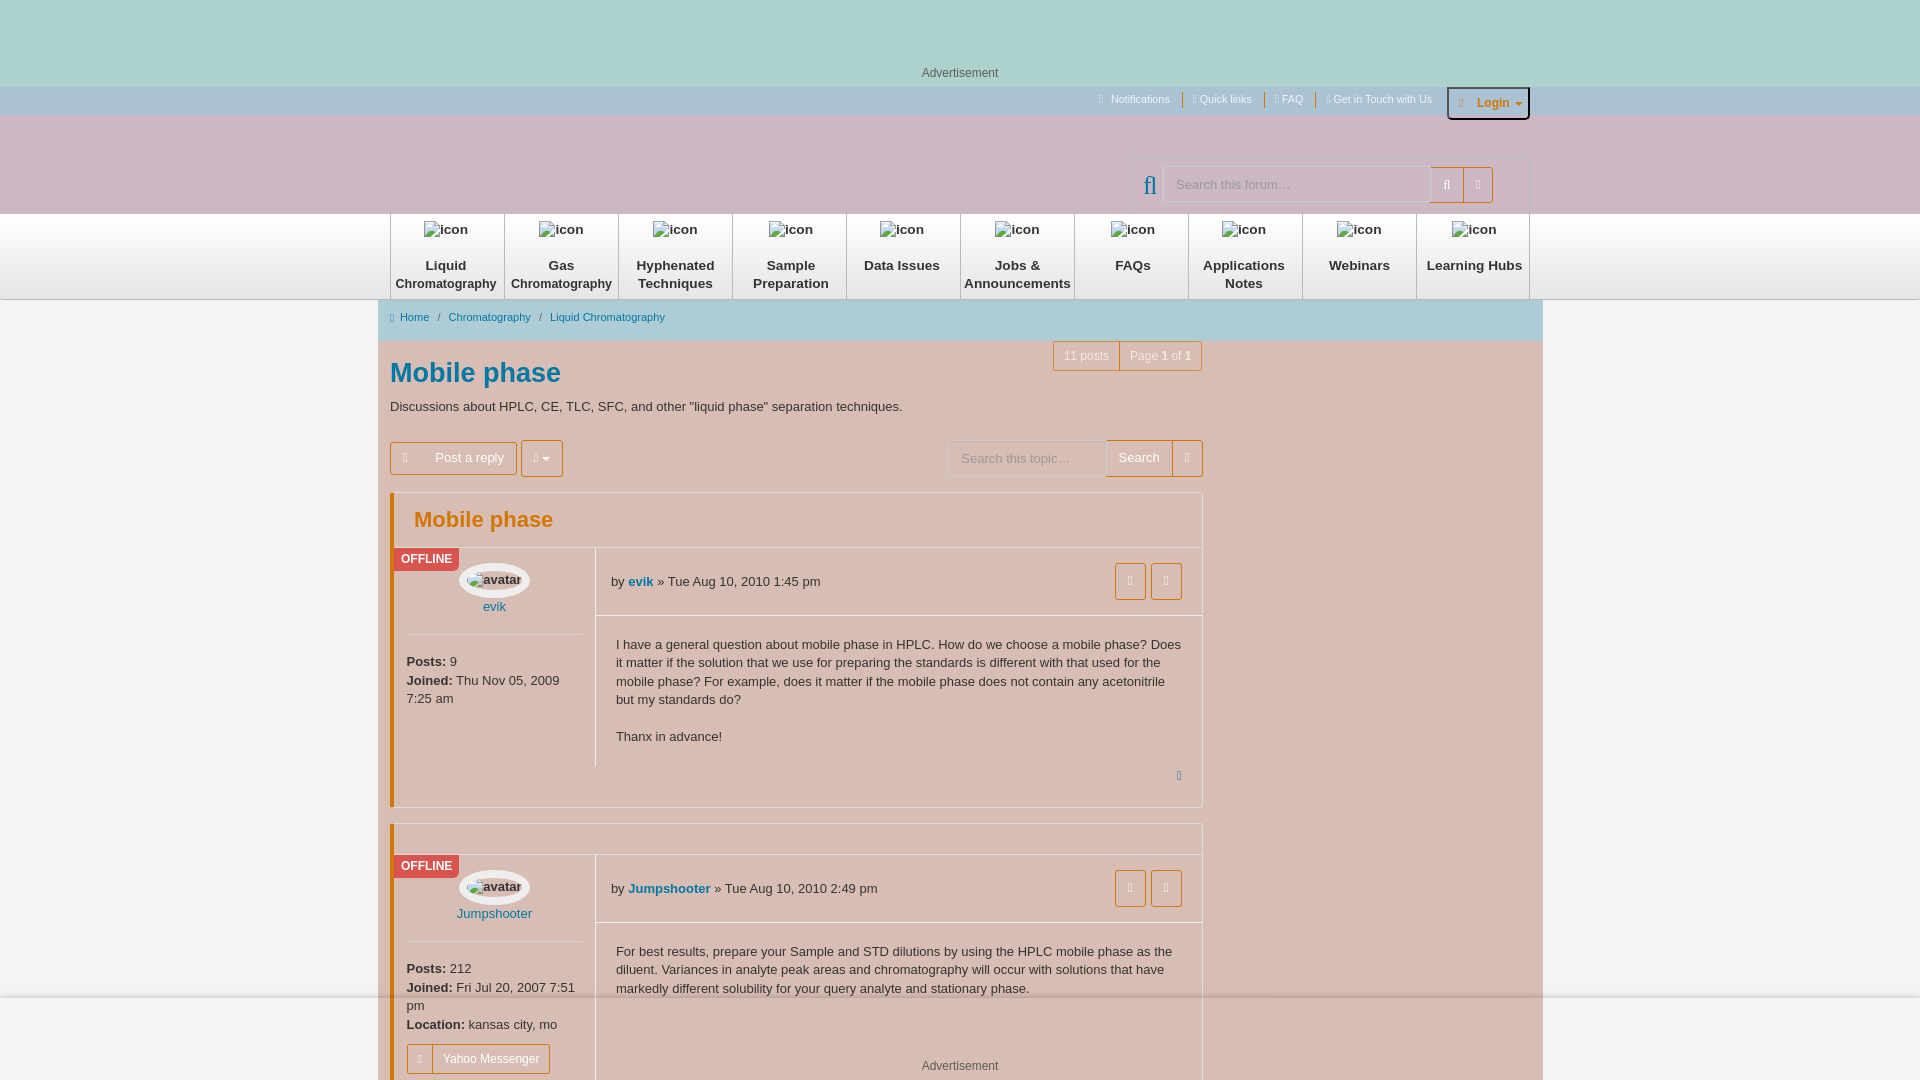 Advertisement
Notifications
Quick links
FAQ
Get in Touch with Us
Login
Search this forum…
icon
Liquid
Chromatography
icon
Gas
Chromatography
icon
Hyphenated
Techniques
icon
Sample
Preparation
icon
Data Issues
icon
Jobs &
Announcements
icon
FAQs
icon
Applications
Notes
icon
Webinars
icon
Learning Hubs
Home / Chromatography / Liquid Chromatography
11 posts Page 1 of 1
Mobile phase
Discussions about HPLC, CE, TLC, SFC, and other "liquid phase" separation techniques.
Post a reply
Search this topic… Search
Mobile phase
OFFLINE
avatar
evik
Posts: 9
Joined: Thu Nov 05, 2009
7:25 am
by evik » Tue Aug 10, 2010 1:45 pm
I have a general question about mobile phase in HPLC. How do we choose a mobile phase? Does
it matter if the solution that we use for preparing the standards is different with that used for the
mobile phase? For example, does it matter if the mobile phase does not contain any acetonitrile
but my standards do?
Thanx in advance!
OFFLINE
avatar
Jumpshooter
Posts: 212
Joined: Fri Jul 20, 2007 7:51
pm
Location: kansas city, mo
Yahoo Messenger
by Jumpshooter » Tue Aug 10, 2010 2:49 pm
For best results, prepare your Sample and STD dilutions by using the HPLC mobile phase as the
diluent. Variances in analyte peak areas and chromatography will occur with solutions that have
markedly different solubility for your query analyte and stationary phase.
Advertisement